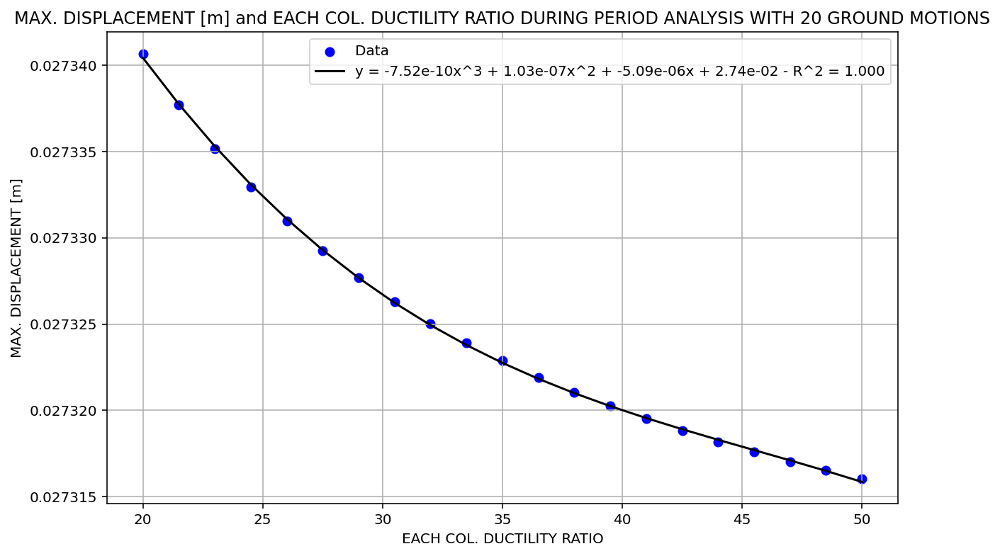 MAX. DISPLACEMENT [m] and EACH COL. DUCTILITY RATIO DURING PERIOD ANALYSIS WITH 20 GROUND MOTIONS
Data
y = -7.52e-10x^3 + 1.03e-07x^2 + -5.09e-06x + 2.74e-02 - R^2 = 1.000
MAX. DISPLACEMENT [m]
0.027340
0.027335
0.027330
0.027325
0.027320
0.027315
20 25 30 35 40 45 50
EACH COL. DUCTILITY RATIO